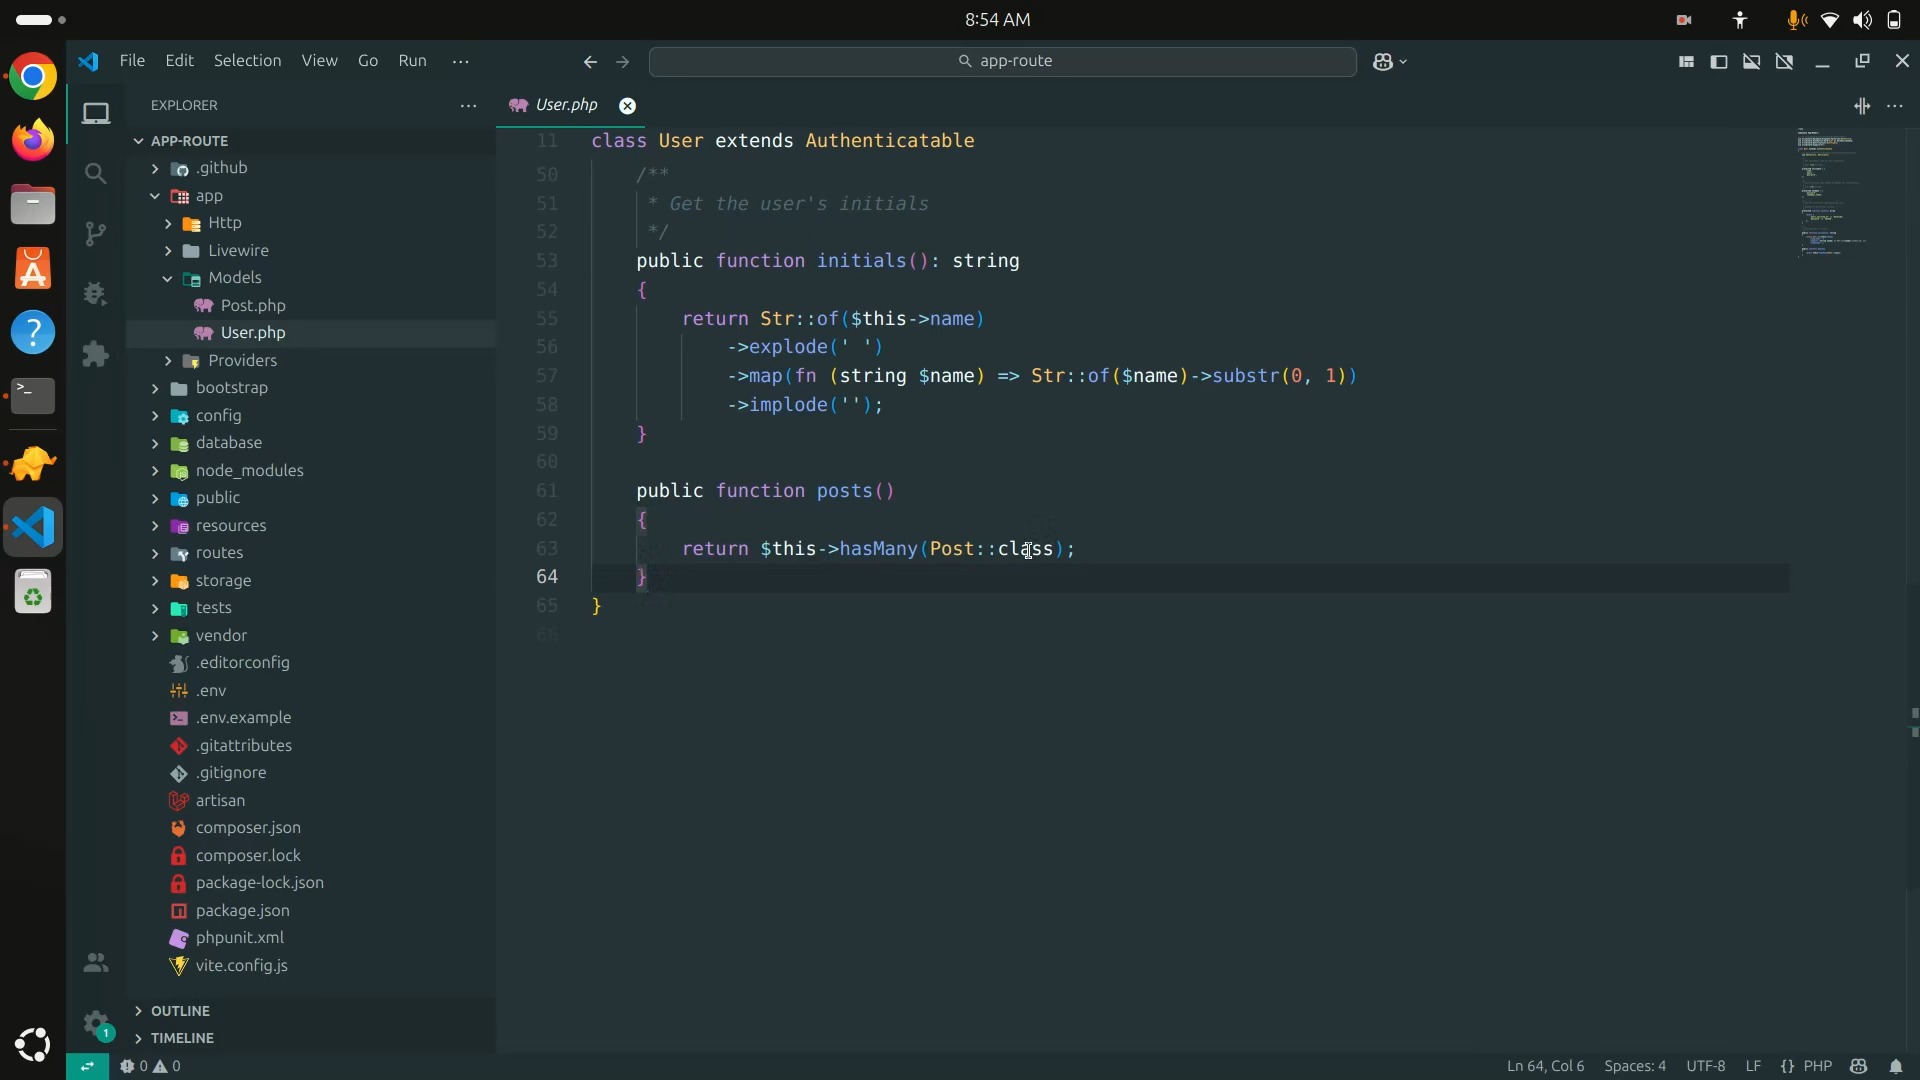 8:54 AM
File Edit Selection View Go Run
app-route
EXPLORER
User.php
APP-ROUTE
.github
app
Http
Livewire
Models
Post.php
User.php
Providers
bootstrap
config
database
node_modules
public
resources
routes
storage
tests
vendor
.editorconfig
.env
.env.example
.gitattributes
.gitignore
artisan
composer.json
composer.lock
package-lock.json
package.json
phpunit.xml
vite.config.js
OUTLINE
TIMELINE
11 class User extends Authenticatable
50 /**
51 * Get the user's initials
52 */
53 public function initials(): string
54 {
55 return Str::of($this->name)
56 ->explode(' ')
57 ->map(fn (string $name) => Str::of($name)->substr(0, 1))
58 ->implode('');
59 }
60
61 public function posts()
62 {
63 return $this->hasMany(Post::class);
64 }
65 }
66
1
0 0
Ln 64, Col 6 Spaces: 4 UTF-8 LF {} PHP